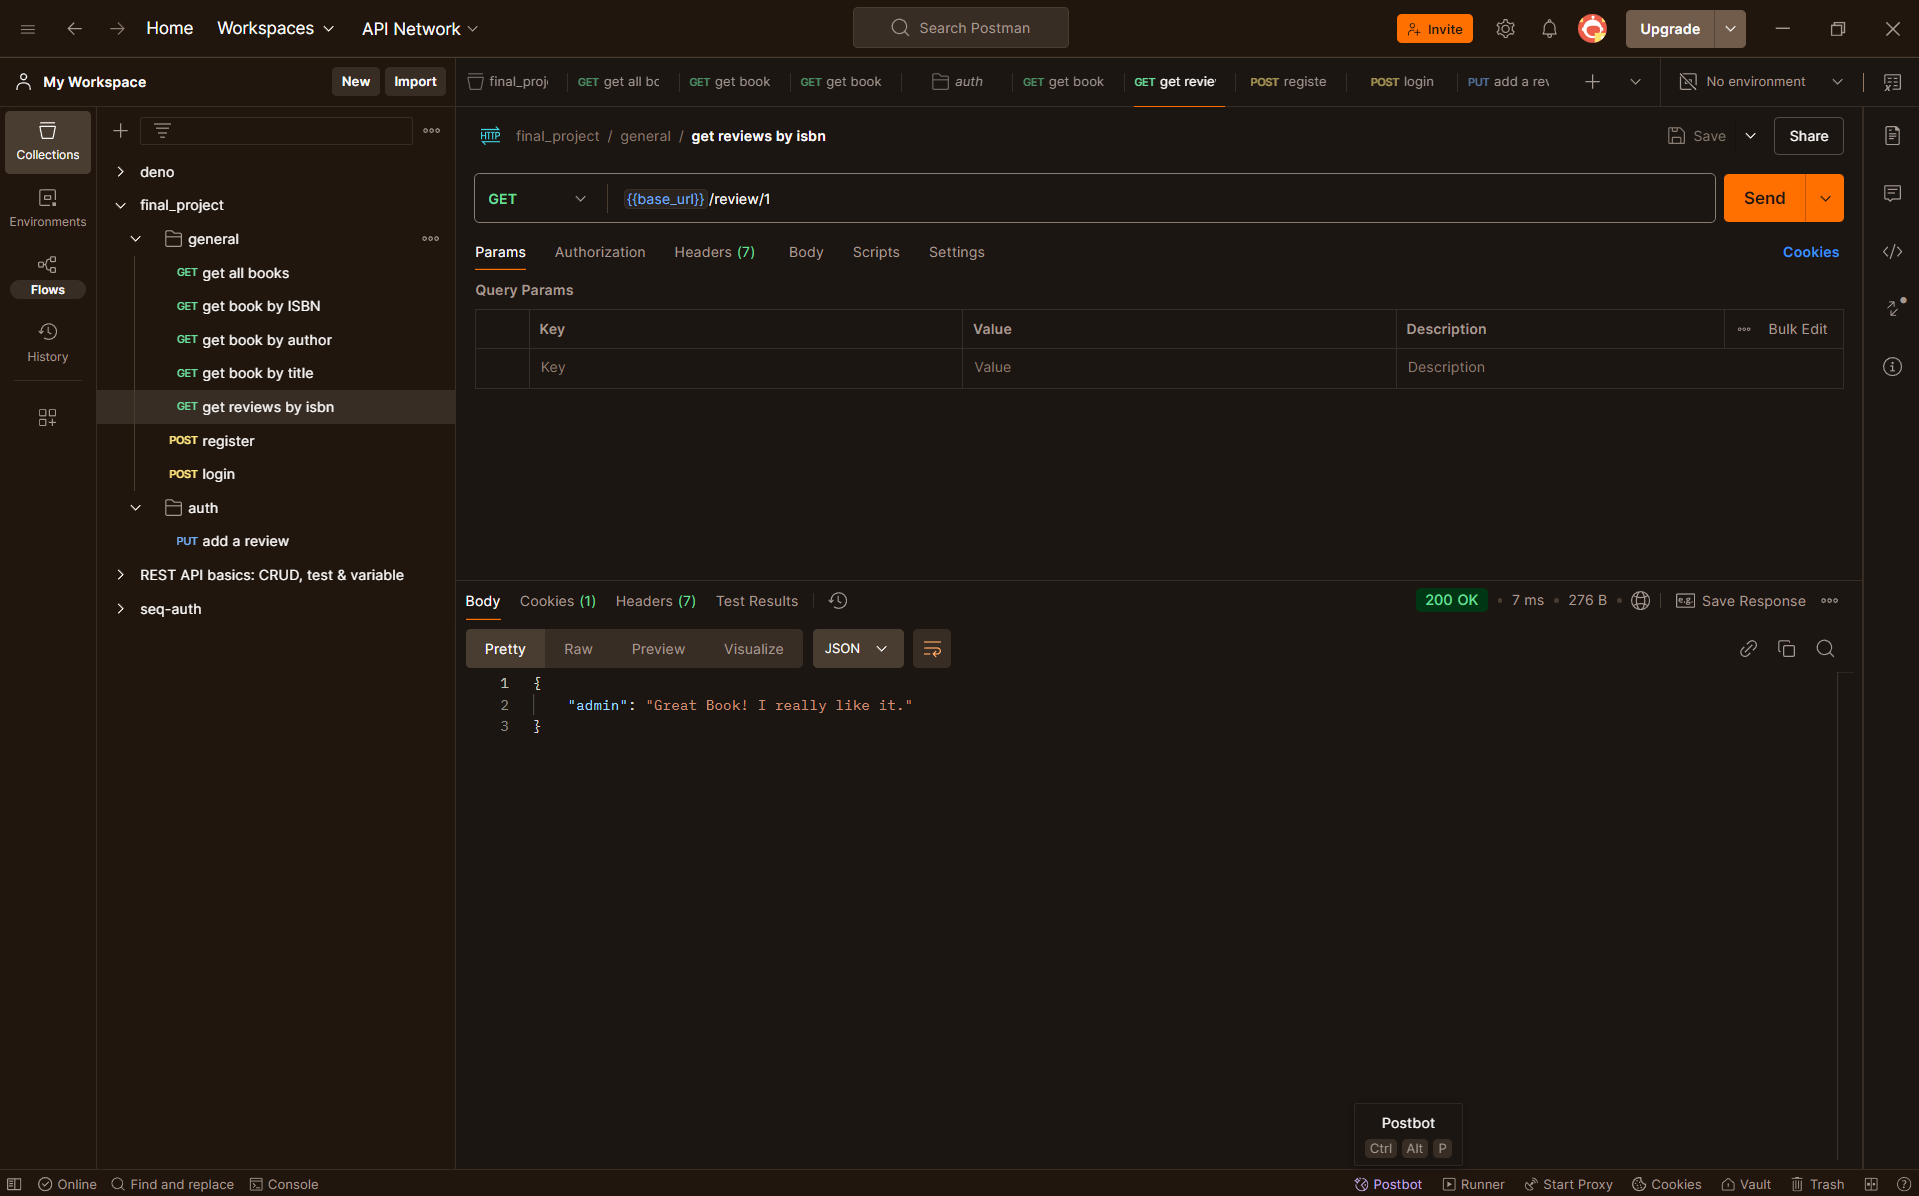 Home
Workspaces
API Network
Search Postman
Invite
Upgrade
My Workspace
New
Import
final_proj
GET get all bc
GET get book
GET get book
auth
GET get book
GET get revie
POST registe
POST login
PUT add a rev
No environment
Collections
Environments
Flows
History
deno
final_project
general
GET get all books
GET get book by ISBN
GET get book by author
GET get book by title
GET get reviews by isbn
POST register
POST login
auth
PUT add a review
REST API basics: CRUD, test & variable
seq-auth
HTTP final_project / general / get reviews by isbn
Save
Share
GET
{{base_url}}/review/1
Send
Params Authorization Headers (7) Body Scripts Settings
Cookies
Query Params
Key Value Description Bulk Edit
Key Value Description
Body Cookies (1) Headers (7) Test Results
200 OK • 7 ms • 276 B •
e.g. Save Response
Pretty Raw Preview Visualize JSON
1 {
2 "admin": "Great Book! I really like it."
3 }
Postbot
Ctrl Alt P
Online
Find and replace
Console
Postbot
Runner
Start Proxy
Cookies
Vault
Trash